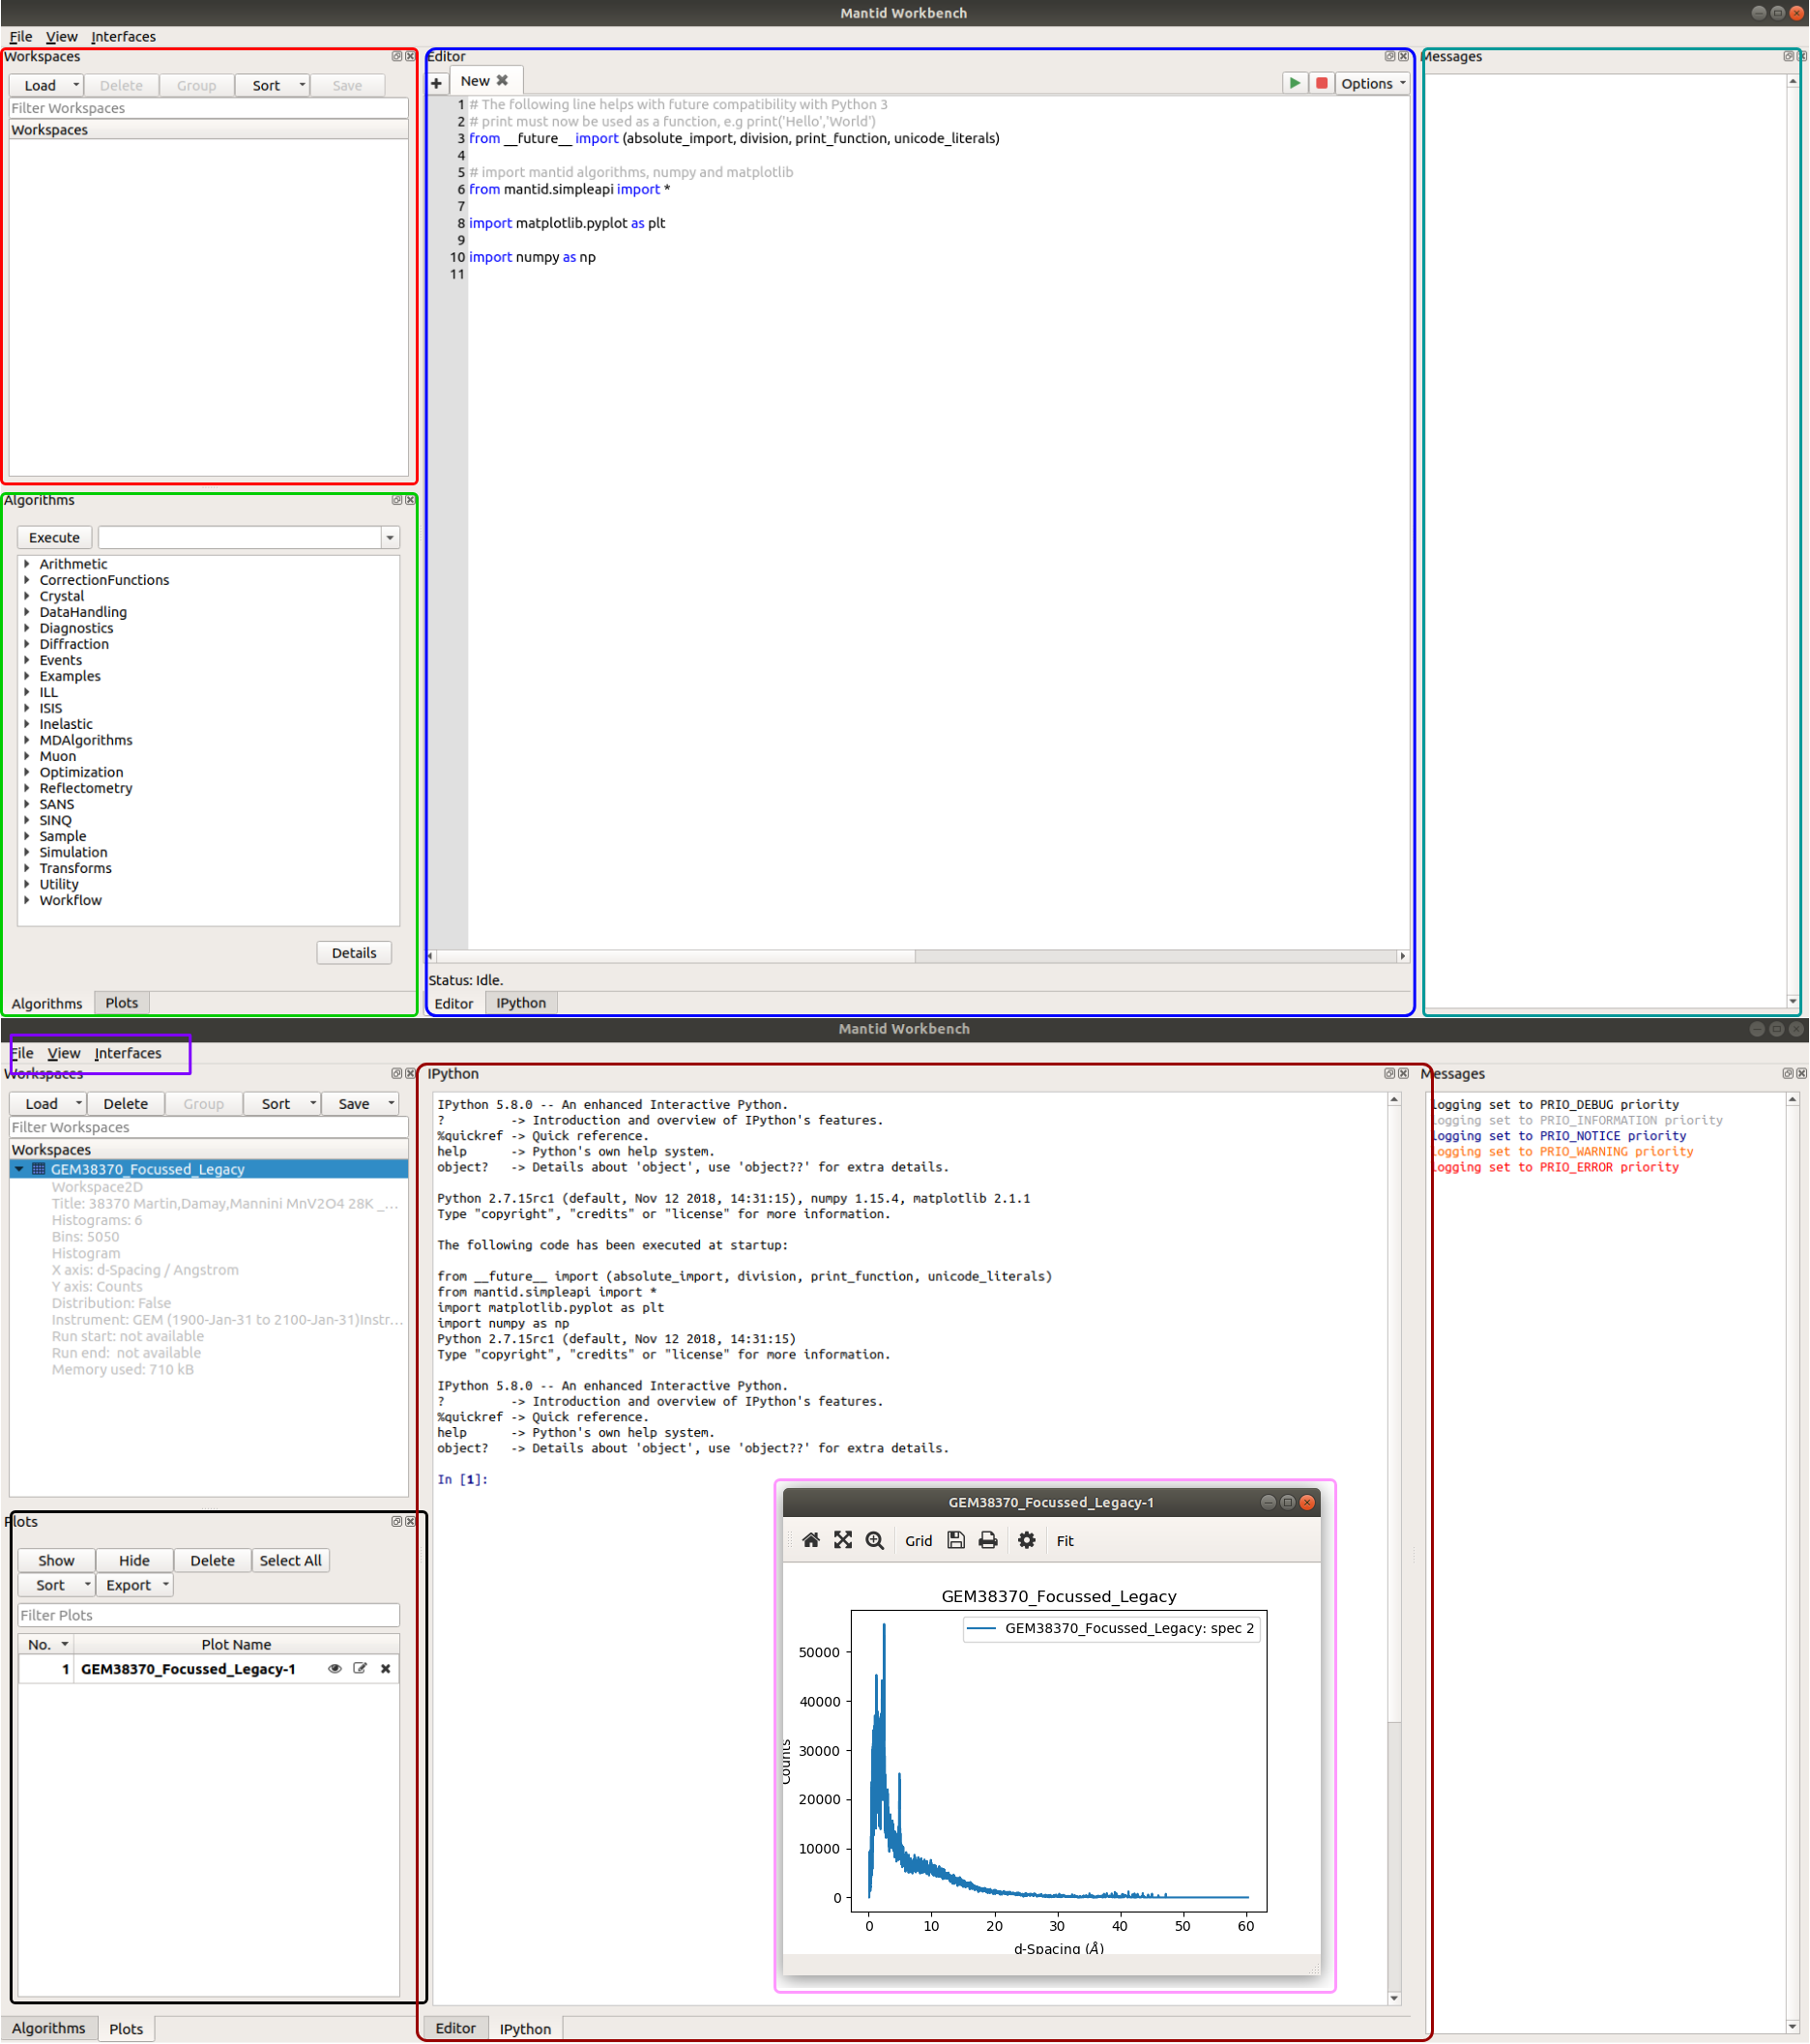 Mantid Workbench
File View Interfaces
Workspaces
Load Delete Group Sort Save
Filter Workspaces
Workspaces
Algorithms
Execute
Arithmetic
CorrectionFunctions
Crystal
DataHandling
Diagnostics
Diffraction
Events
Examples
ILL
ISIS
Inelastic
MDAlgorithms
Muon
Optimization
Reflectometry
SANS
SINQ
Sample
Simulation
Transforms
Utility
Workflow
Details
Algorithms Plots
Editor
New
Options
1 # The following line helps with future compatibility with Python 3
2 # print must now be used as a function, e.g print('Hello','World')
3 from __future__ import (absolute_import, division, print_function, unicode_literals)
4
5 # import mantid algorithms, numpy and matplotlib
6 from mantid.simpleapi import *
7
8 import matplotlib.pyplot as plt
9
10 import numpy as np
11
Status: Idle.
Editor IPython
Messages
Mantid Workbench
File View Interfaces
Workspaces
Load Delete Group Sort Save
Filter Workspaces
Workspaces
GEM38370_Focussed_Legacy
Workspace2D
Title: 38370 Martin,Damay,Mannini MnV2O4 28K _...
Histograms: 6
Bins: 5050
Histogram
X axis: d-Spacing / Angstrom
Y axis: Counts
Distribution: False
Instrument: GEM (1900-Jan-31 to 2100-Jan-31)Instr...
Run start: not available
Run end: not available
Memory used: 710 kB
Plots
Show Hide Delete Select All
Sort Export
Filter Plots
No. Plot Name
1 GEM38370_Focussed_Legacy-1
Algorithms Plots
IPython
IPython 5.8.0 -- An enhanced Interactive Python.
? -> Introduction and overview of IPython's features.
%quickref -> Quick reference.
help -> Python's own help system.
object? -> Details about 'object', use 'object??' for extra details.
Python 2.7.15rc1 (default, Nov 12 2018, 14:31:15), numpy 1.15.4, matplotlib 2.1.1
Type "copyright", "credits" or "license" for more information.
The following code has been executed at startup:
from __future__ import (absolute_import, division, print_function, unicode_literals)
from mantid.simpleapi import *
import matplotlib.pyplot as plt
import numpy as np
Python 2.7.15rc1 (default, Nov 12 2018, 14:31:15)
Type "copyright", "credits" or "license" for more information.
IPython 5.8.0 -- An enhanced Interactive Python.
? -> Introduction and overview of IPython's features.
%quickref -> Quick reference.
help -> Python's own help system.
object? -> Details about 'object', use 'object??' for extra details.
In [1]:
GEM38370_Focussed_Legacy-1
Grid Fit
GEM38370_Focussed_Legacy
GEM38370_Focussed_Legacy: spec 2
50000
40000
30000
20000
10000
0
Counts
0 10 20 30 40 50 60
d-Spacing (Å)
Editor IPython
Messages
logging set to PRIO_DEBUG priority
logging set to PRIO_INFORMATION priority
logging set to PRIO_NOTICE priority
logging set to PRIO_WARNING priority
logging set to PRIO_ERROR priority